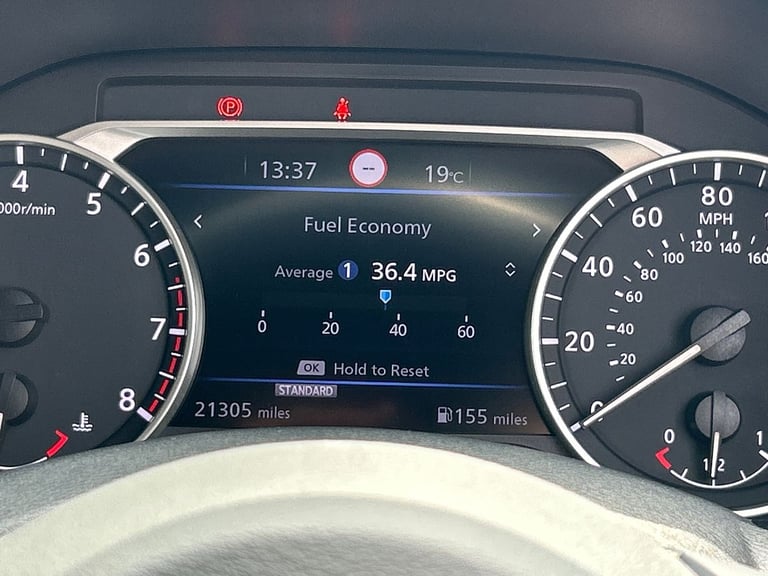 P
13:37 -- 19°C
Fuel Economy
Average 1 36.4 MPG
0 20 40 60
OK Hold to Reset
STANDARD
21305 miles 155 miles
4
000r/min
5
6
7
8
80
MPH
60
40
20
0
160
140
120
100
80
60
40
20
0 1/2 1